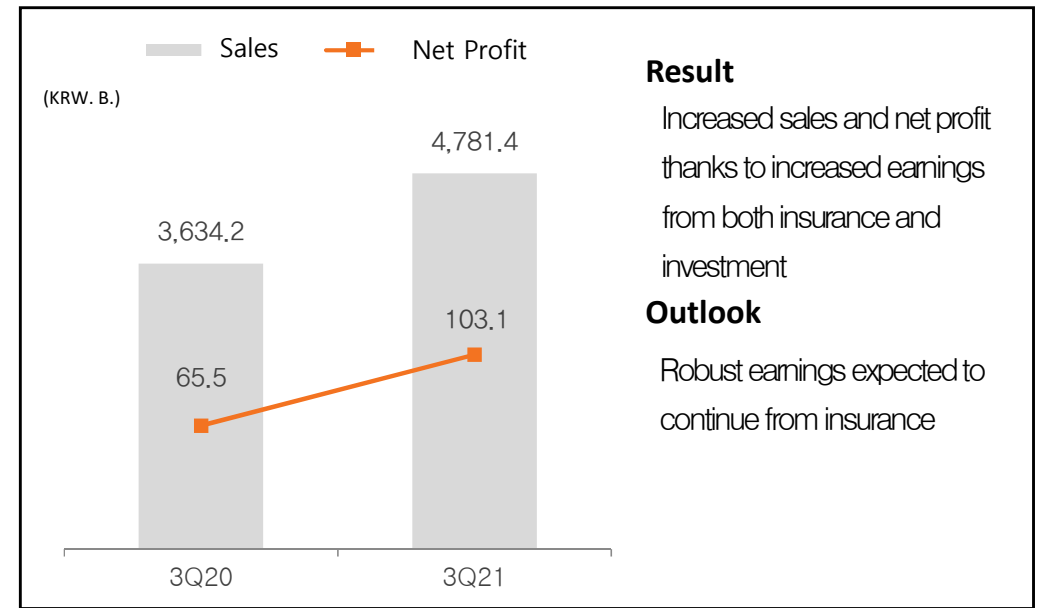 Sales Net Profit
(KRW. B.)
4,781.4
3,634.2
103.1
65.5
3Q20 3Q21
Result
Increased sales and net profit
thanks to increased earnings
from both insurance and
investment
Outlook
Robust earnings expected to
continue from insurance